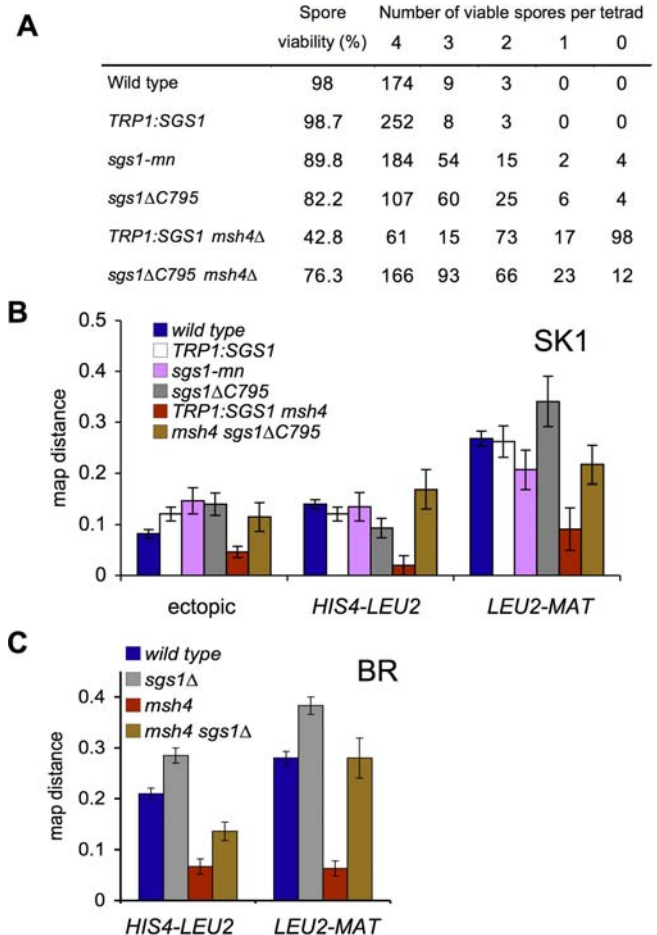 A
Spore Number of viable spores per tetrad
viability (%) 4 3 2 1 0
Wild type 98 174 9 3 0 0
TRP1:SGS1 98.7 252 8 3 0 0
sgs1-mn 89.8 184 54 15 2 4
sgs1ΔC795 82.2 107 60 25 6 4
TRP1:SGS1 msh4Δ 42.8 61 15 73 17 98
sgs1ΔC795 msh4Δ 76.3 166 93 66 23 12
B
SK1
map distance
0.5
0.4
0.3
0.2
0.1
0
wild type
TRP1:SGS1
sgs1-mn
sgs1ΔC795
TRP1:SGS1 msh4
msh4 sgs1ΔC795
ectopic HIS4-LEU2 LEU2-MAT
C
BR
map distance
0.4
0.3
0.2
0.1
0
wild type
sgs1Δ
msh4
msh4 sgs1Δ
HIS4-LEU2 LEU2-MAT